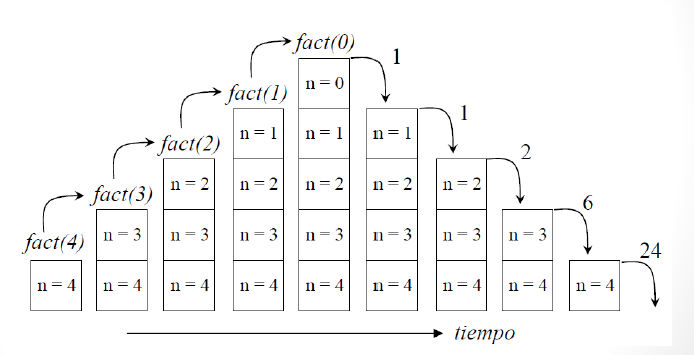 fact(0)
1
n = 0
fact(1)
1
n = 1
n = 1
n = 1
fact(2)
2
n = 2
n = 2
n = 2
n = 2
n = 2
fact(3)
6
n = 3
n = 3
n = 3
n = 3
n = 3
n = 3
n = 3
fact(4)
24
n = 4
n = 4
n = 4
n = 4
n = 4
n = 4
n = 4
n = 4
n = 4
tiempo